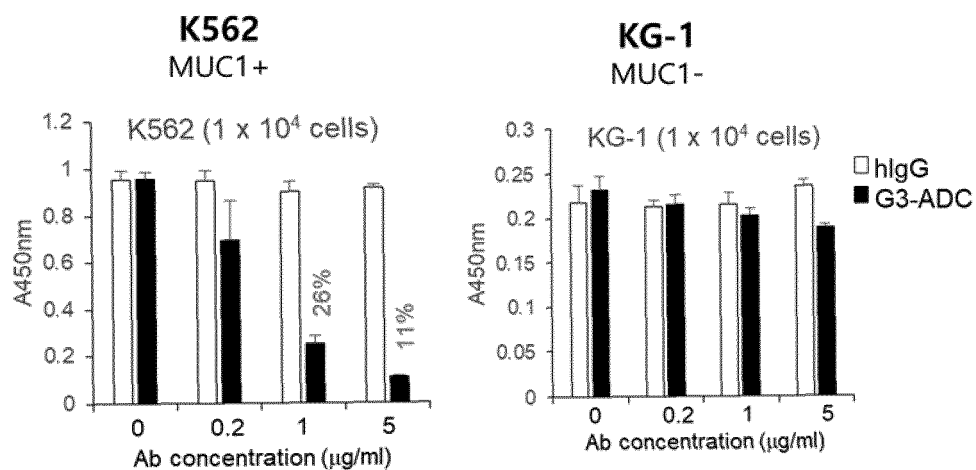 K562
MUC1+
KG-1
MUC1-
K562 (1 x 10⁴ cells)
A450nm
1.2
1
0.8
0.6
0.4
0.2
0
26%
11%
0 0.2 1 5
Ab concentration (μg/ml)
KG-1 (1 x 10⁴ cells)
A450nm
0.3
0.25
0.2
0.15
0.1
0.05
0
0 0.2 1 5
Ab concentration (μg/ml)
hIgG
G3-ADC